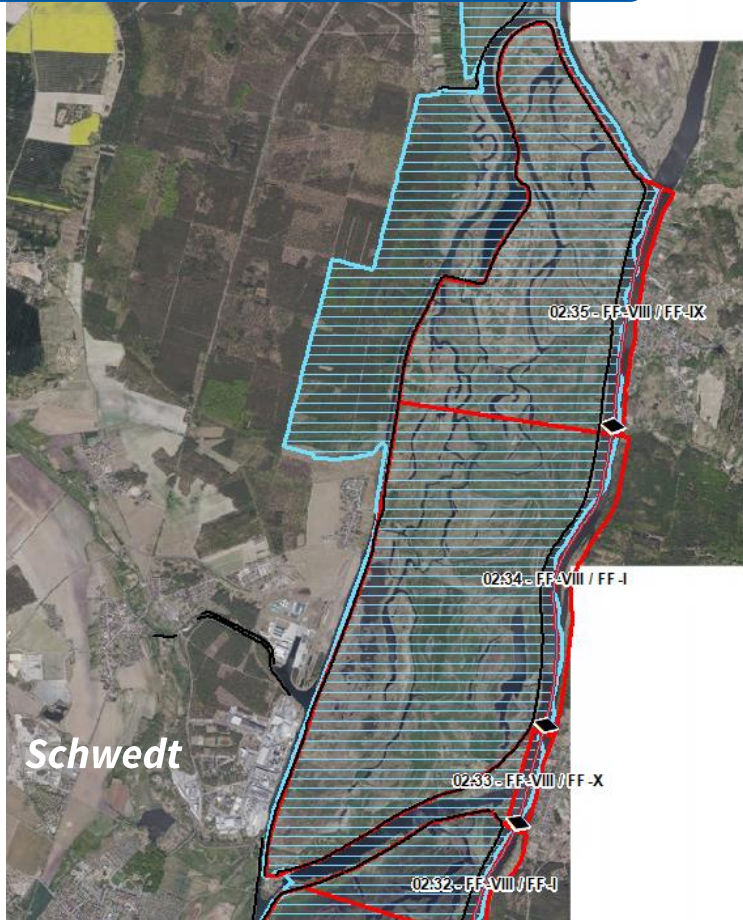 02.35 - FF-VIII / FF-IX
02.34 - FF-VIII / FF-I
Schwedt
02.33 - FF-VIII / FF-X
02.32 - FF-VIII / FF-I